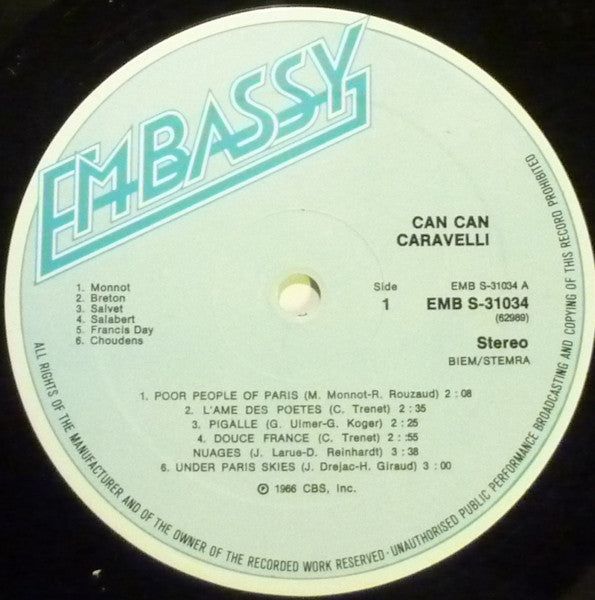 EMBASSY
CAN CAN
CARAVELLI
1. Monnot
2. Breton
3. Salvet
4. Salabert
5. Francis Day
6. Choudens
Side
1
EMB S-31034 A
EMB S-31034
(62989)
Stereo
BIEM/STEMRA
1. POOR PEOPLE OF PARIS (M. Monnot-R. Rouzaud) 2 : 08
2. L'AME DES POETES (C. Trenet) 2 : 35
3. PIGALLE (G. Ulmer-G. Koger) 2 : 25
4. DOUCE FRANCE (C. Trenet) 2 : :55
NUAGES (J. Larus-D. Reinhardt) 3 : 38
6. UNDER PARIS SKIES (J. Drejac-H. Giraud) 3 : 00
℗ 1966 CBS, Inc.
ALL RIGHTS OF THE MANUFACTURER AND OF THE OWNER OF THE RECORDED WORK RESERVED · UNAUTHORISED PUBLIC PERFORMANCE BROADCASTING AND COPYING OF THIS RECORD PROHIBITED